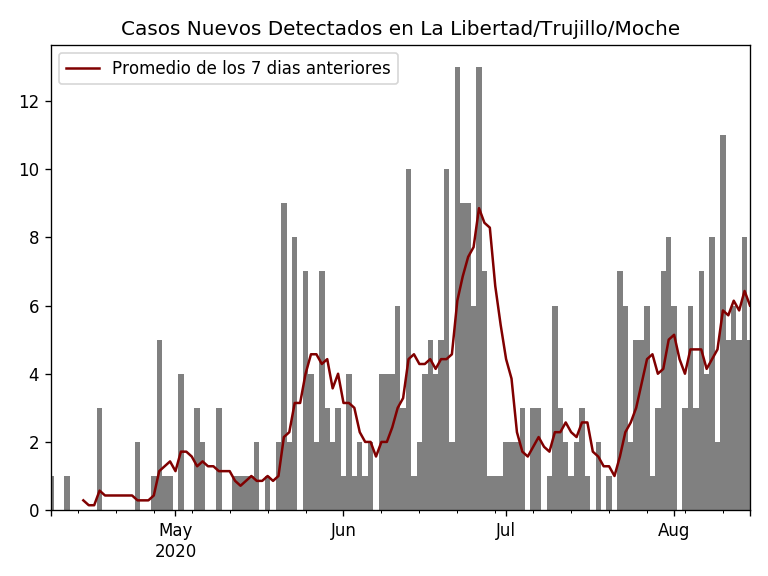 Casos Nuevos Detectados en La Libertad/Trujillo/Moche
Promedio de los 7 dias anteriores
12
10
8
6
4
2
0
May
2020
Jun
Jul
Aug